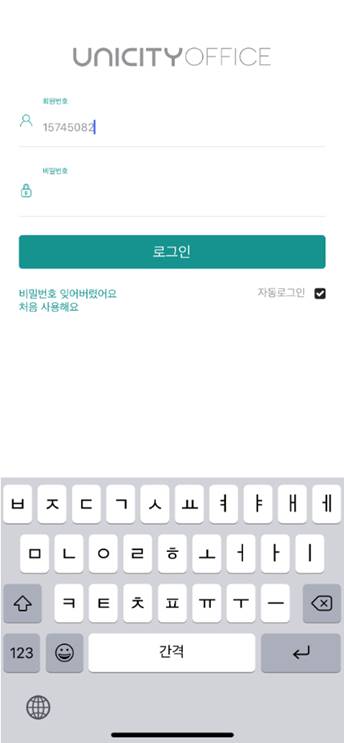 UNICITYOFFICE
회원번호
15745082
비밀번호
로그인
비밀번호 잊어버렸어요
자동로그인
처음 사용해요
ㅂ ㅈ ㄷ ㄱ ㅅ ㅛ ㅕ ㅑ ㅐ ㅔ
ㅁ ㄴ ㅇ ㄹ ㅎ ㅗ ㅓ ㅏ ㅣ
ㅋ ㅌ ㅊ ㅍ ㅠ ㅜ ㅡ
123 간격